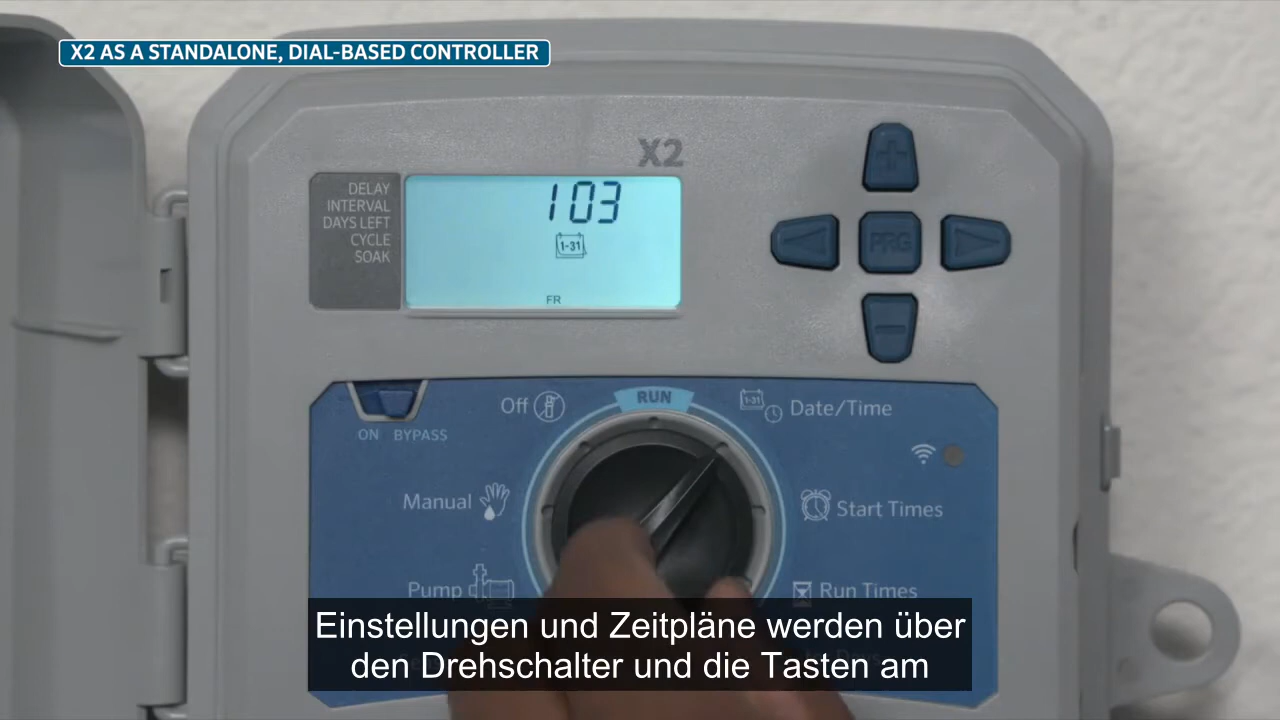 X2 AS A STANDALONE, DIAL-BASED CONTROLLER
X2
DELAY
INTERVAL
DAYS LEFT
CYCLE
SOAK
103
1-31
FR
PRG
ON BYPASS
Off
RUN
1-31
Date/Time
Manual
Start Times
Pump
Run Times
Einstellungen und Zeitpläne werden über
den Drehschalter und die Tasten am